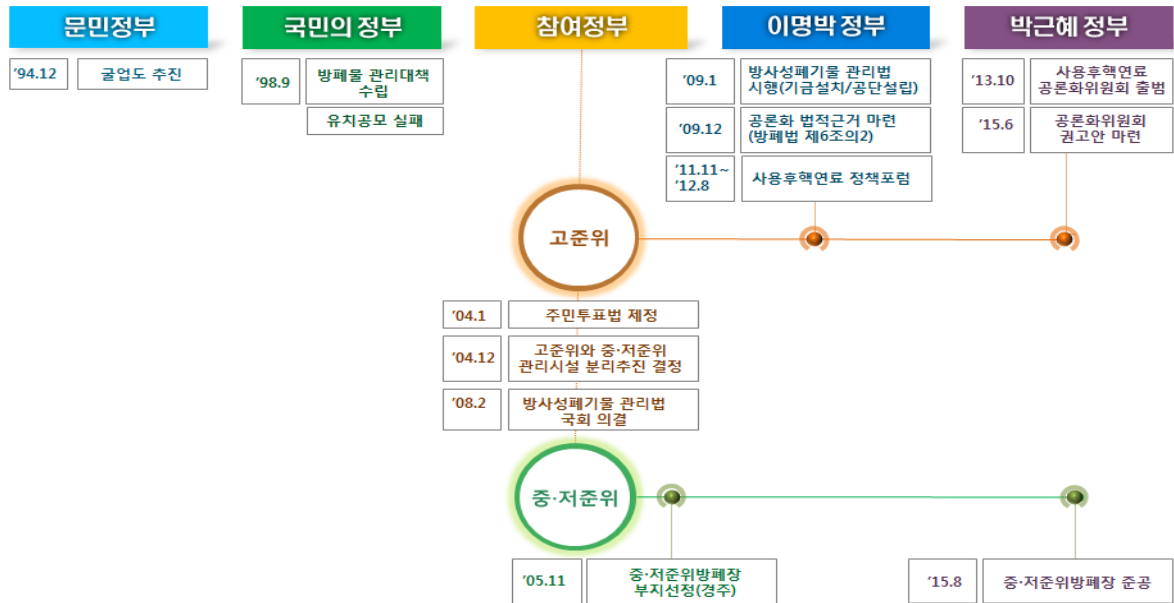 문민정부
국민의 정부
참여정부
이명박 정부
박근혜 정부
'94.12
굴업도 추진
'98.9
방폐물 관리대책
수립
유치공모 실패
'09.1
방사성폐기물 관리법
시행(기금설치/공단설립)
'09.12
공론화 법적근거 마련
(방폐법 제6조의2)
'11.11~
'12.8
사용후핵연료 정책포럼
'13.10
사용후핵연료
공론화위원회 출범
'15.6
공론화위원회
권고안 마련
고준위
'04.1
주민투표법 제정
'04.12
고준위와 중·저준위
관리시설 분리추진 결정
'08.2
방사성폐기물 관리법
국회 의결
중·저준위
'05.11
중·저준위방폐장
부지선정(경주)
'15.8
중·저준위방폐장 준공